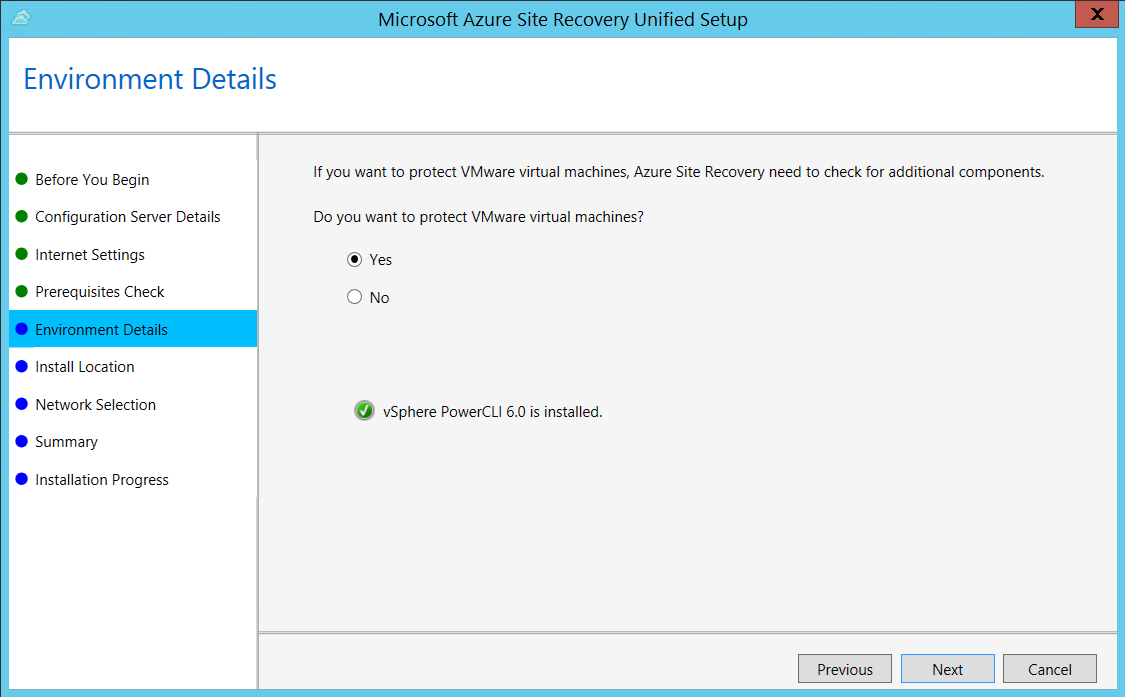 Microsoft Azure Site Recovery Unified Setup
X
Environment Details
Before You Begin
Configuration Server Details
Internet Settings
Prerequisites Check
Environment Details
Install Location
Network Selection
Summary
Installation Progress
If you want to protect VMware virtual machines, Azure Site Recovery need to check for additional components.
Do you want to protect VMware virtual machines?
Yes
No
vSphere PowerCLI 6.0 is installed.
Previous Next Cancel